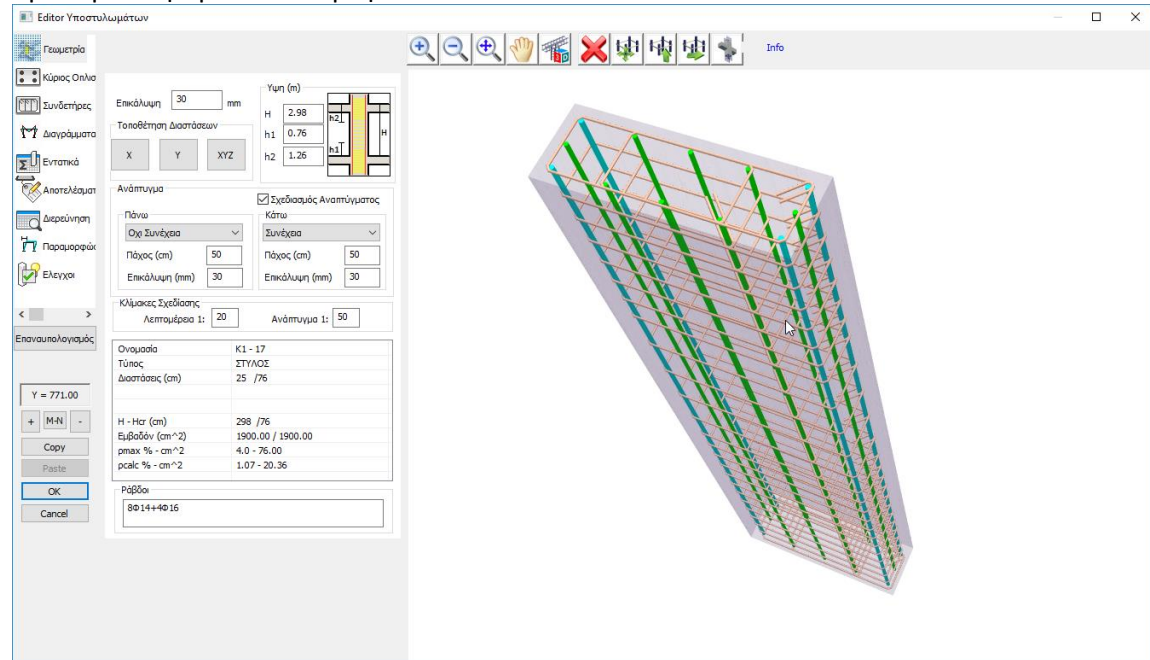 Editor Υποστυλωμάτων
Γεωμετρία
Κύριος Οπλισ
Συνδετήρες
Διαγράμματα
Εντατικά
Αποτελέσματ
Διερεύνηση
Παραμορφώ
Ελεγχοι
Επαναυπολογισμός
Y = 771.00
+ M-N -
Copy
Paste
OK
Cancel
Επικάλυψη 30 mm
Τοποθέτηση Διαστάσεων
X Y XYZ
Υψη (m)
H 2.98
h1 0.76
h2 1.26
h2 H
h1
Ανάπτυγμα
Σχεδιασμός Αναπτύγματος
Πάνω
Οχι Συνέχεια
Πάχος (cm) 50
Επικάλυψη (mm) 30
Κάτω
Συνέχεια
Πάχος (cm) 50
Επικάλυψη (mm) 30
Κλίμακες Σχεδίασης
Λεπτομέρεια 1: 20 Ανάπτυγμα 1: 50
Ονομασία K1 - 17
Τύπος ΣΤΥΛΟΣ
Διαστάσεις (cm) 25 /76
H - Hcr (cm) 298 /76
Εμβαδόν (cm^2) 1900.00 / 1900.00
ρmax % - cm^2 4.0 - 76.00
ρcalc % - cm^2 1.07 - 20.36
Ράβδοι
8Φ14+4Φ16
Info